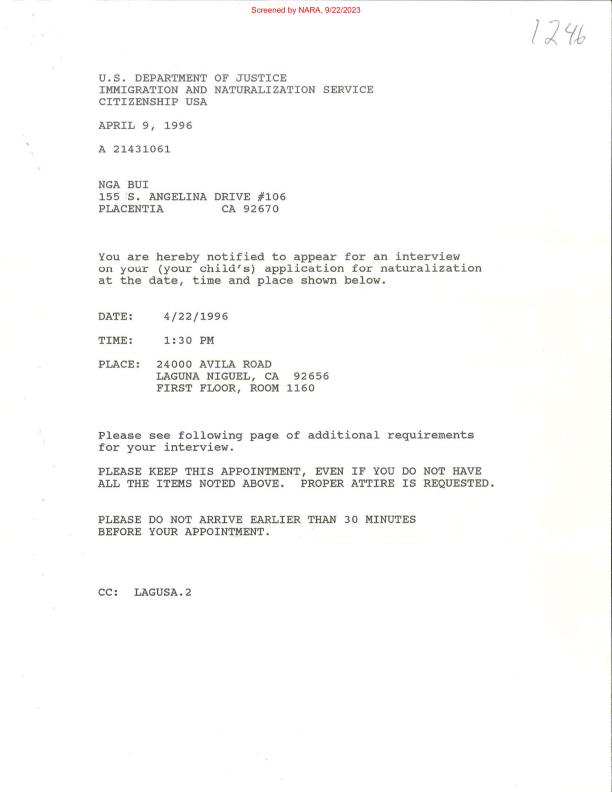 Screened by NARA, 9/22/2023
1246
U.S. DEPARTMENT OF JUSTICE
IMMIGRATION AND NATURALIZATION SERVICE
CITIZENSHIP USA
APRIL 9, 1996
A 21431061
NGA BUI
155 S. ANGELINA DRIVE #106
PLACENTIA CA 92670
You are hereby notified to appear for an interview
on your (your child's) application for naturalization
at the date, time and place shown below.
DATE: 4/22/1996
TIME: 1:30 PM
PLACE: 24000 AVILA ROAD
LAGUNA NIGUEL, CA 92656
FIRST FLOOR, ROOM 1160
Please see following page of additional requirements
for your interview.
PLEASE KEEP THIS APPOINTMENT, EVEN IF YOU DO NOT HAVE
ALL THE ITEMS NOTED ABOVE. PROPER ATTIRE IS REQUESTED.
PLEASE DO NOT ARRIVE EARLIER THAN 30 MINUTES
BEFORE YOUR APPOINTMENT.
CC: LAGUSA.2